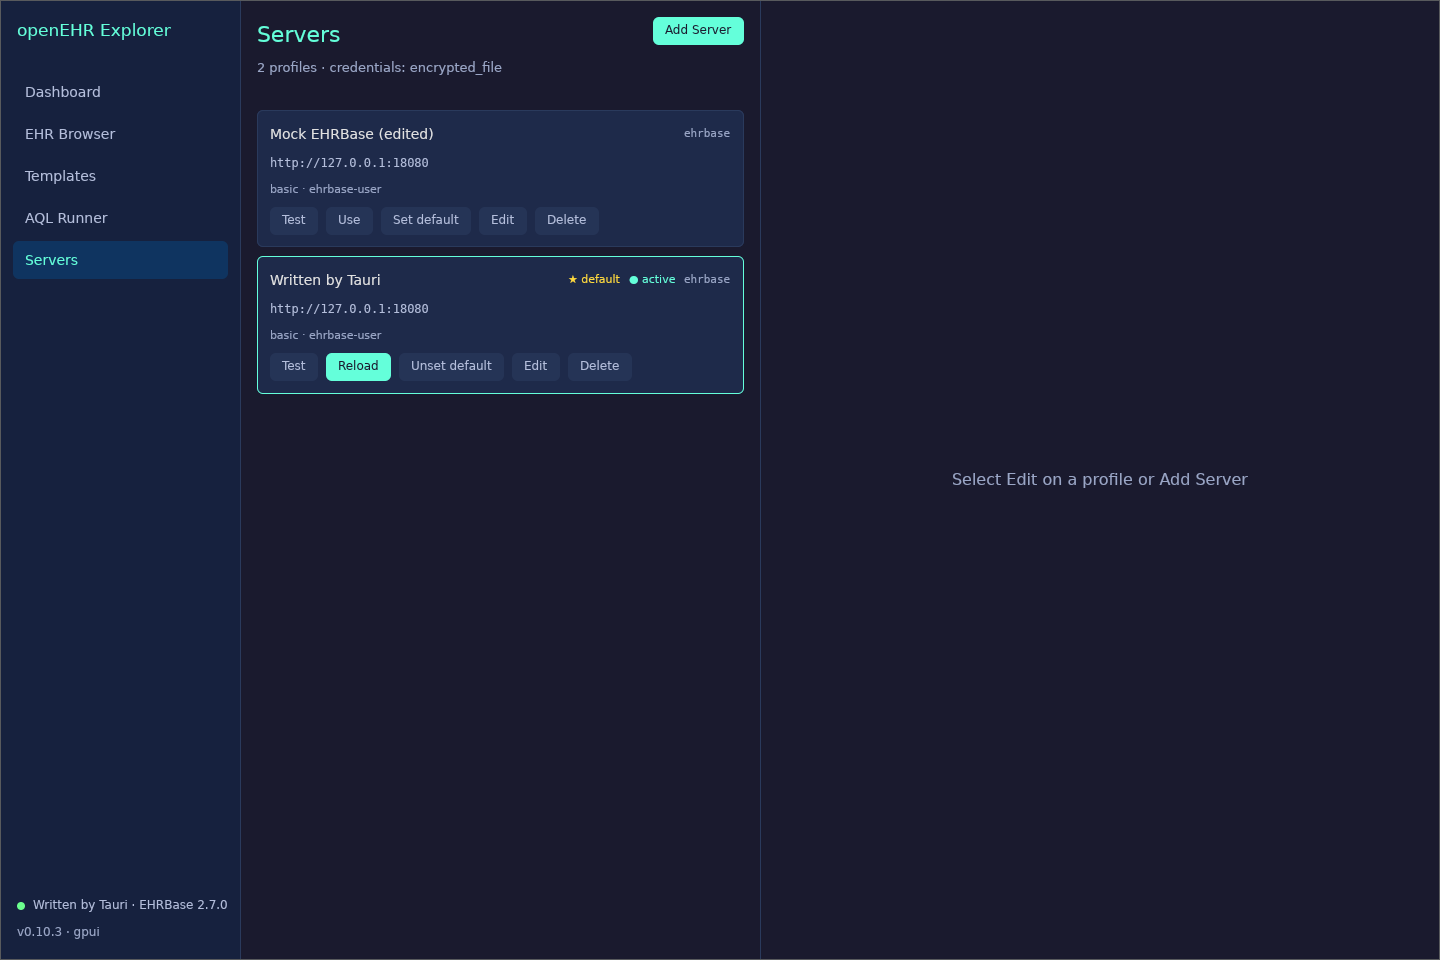 openEHR Explorer
Dashboard
EHR Browser
Templates
AQL Runner
Servers
Written by Tauri · EHRBase 2.7.0
v0.10.3 · gpui
Servers
Add Server
2 profiles · credentials: encrypted_file
Mock EHRBase (edited) ehrbase
http://127.0.0.1:18080
basic · ehrbase-user
Test Use Set default Edit Delete
Written by Tauri ★ default ● active ehrbase
http://127.0.0.1:18080
basic · ehrbase-user
Test Reload Unset default Edit Delete
Select Edit on a profile or Add Server